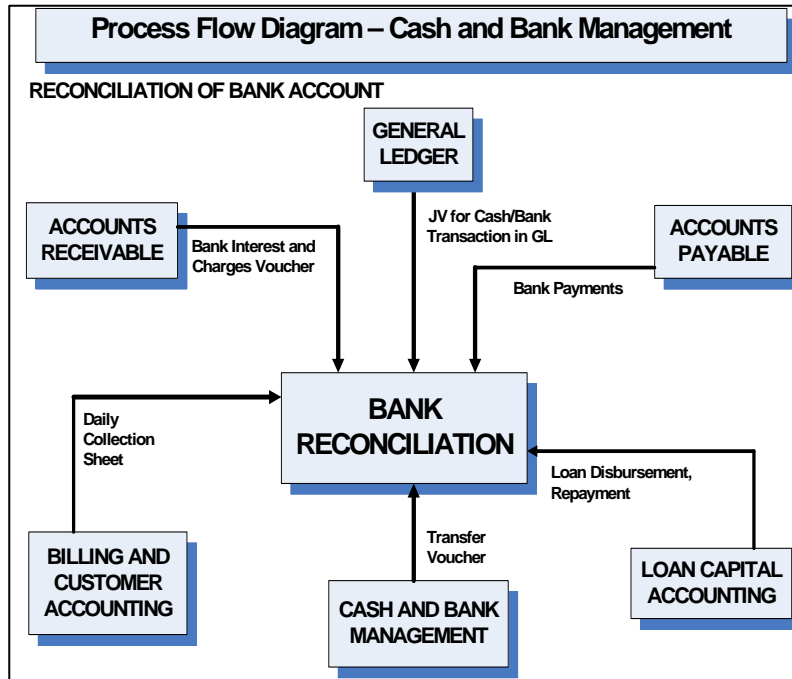 Process Flow Diagram – Cash and Bank Management
RECONCILIATION OF BANK ACCOUNT
GENERAL
LEDGER
ACCOUNTS
RECEIVABLE
Bank Interest and
Charges Voucher
JV for Cash/Bank
Transaction in GL
ACCOUNTS
PAYABLE
Bank Payments
BANK
RECONCILIATION
Daily
Collection
Sheet
Loan Disbursement,
Repayment
Transfer
Voucher
BILLING AND
CUSTOMER
ACCOUNTING
CASH AND BANK
MANAGEMENT
LOAN CAPITAL
ACCOUNTING